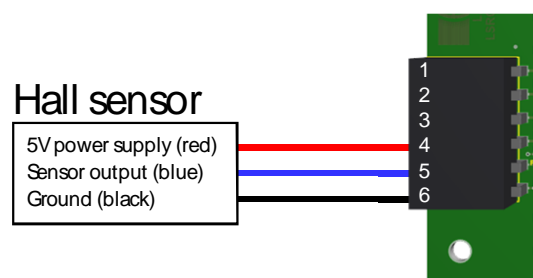 Hall sensor
5V power supply (red)
Sensor output (blue)
Ground (black)
1
2
3
4
5
6